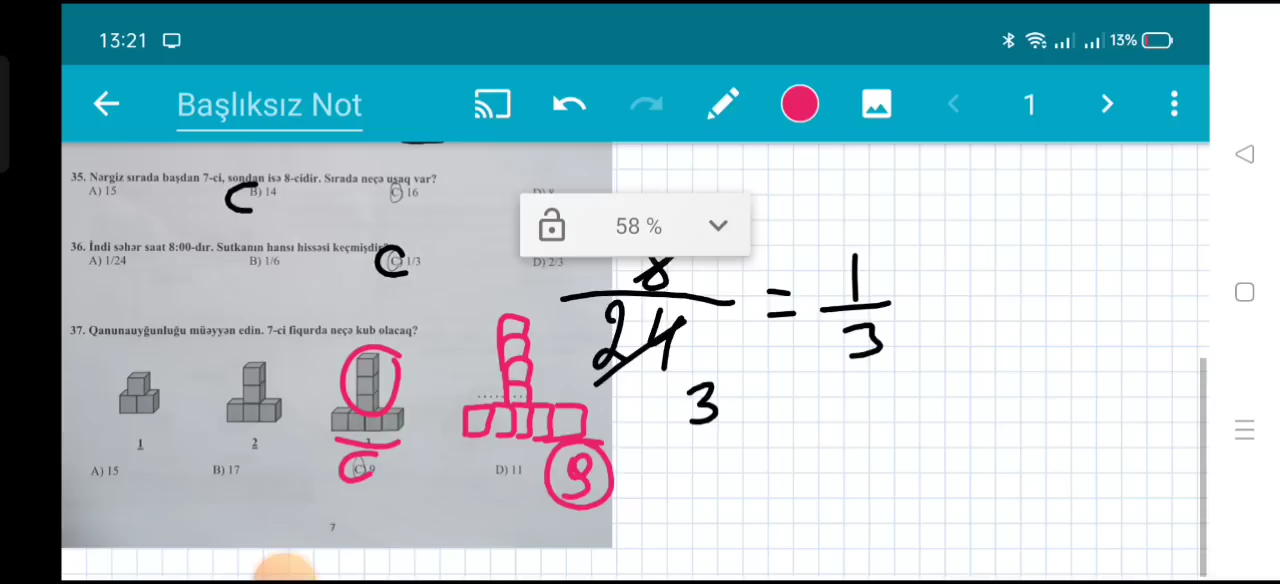 13:21
13%
Başlıksız Not
1
35. Nərgiz sırada başdan 7-ci, sondan isə 8-cidir. Sırada neçə uşaq var?
A) 15 B) 14 C) 16
C
36. İndi səhər saat 8:00-dır. Sutkanın hansı hissəsi keçmişdir
A) 1/24 B) 1/6 C) 1/3 D) 2/3
C
58 %
8
24
3
=
1
3
37. Qanunauyğunluğu müəyyən edin. 7-ci fiqurda neçə kub olacaq?
1 2
A) 15 B) 17 C) 9 D) 11
C
9
7